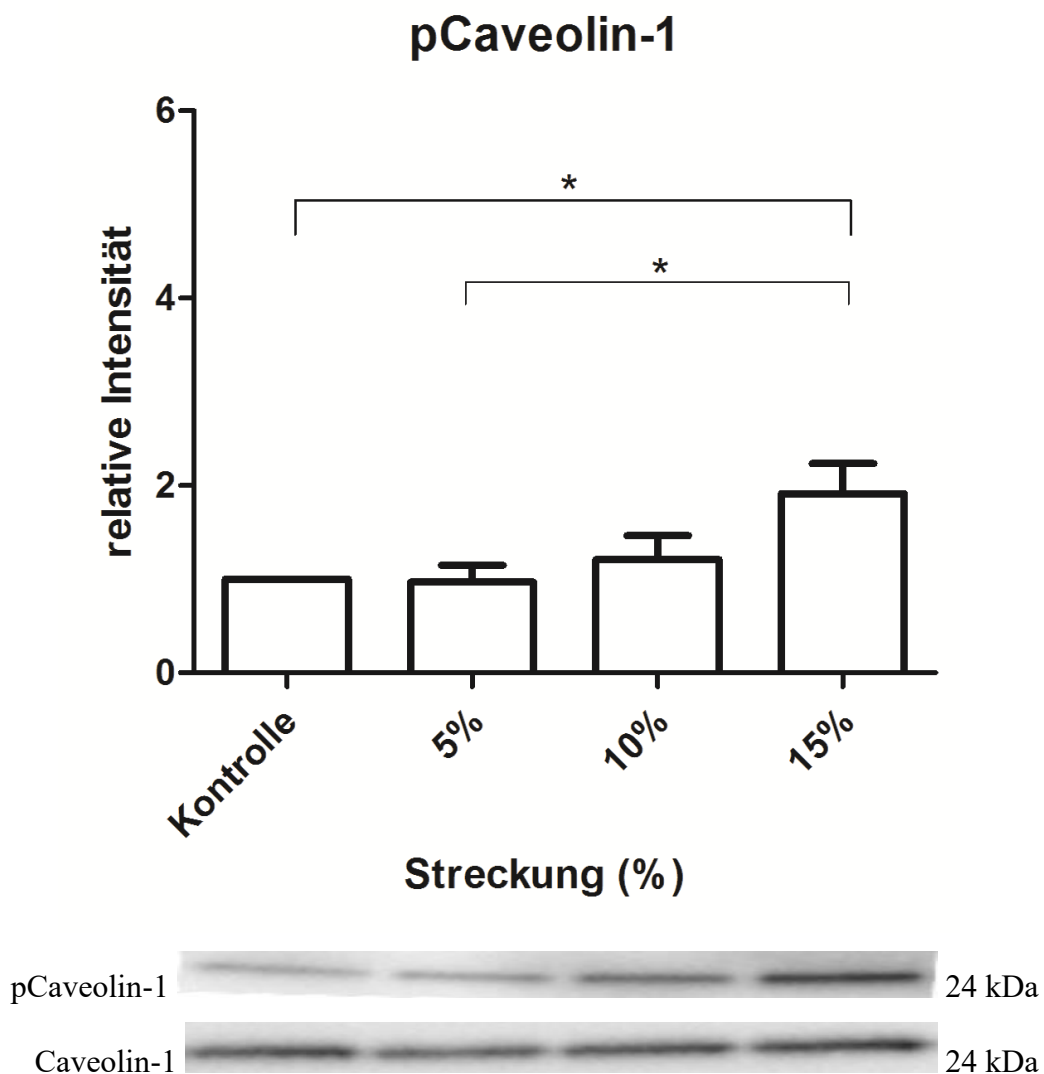 pCaveolin-1
6
*
*
4
relative Intensität
2
0
Kontrolle 5% 10% 15%
Streckung (%)
pCaveolin-1 24 kDa
Caveolin-1 24 kDa